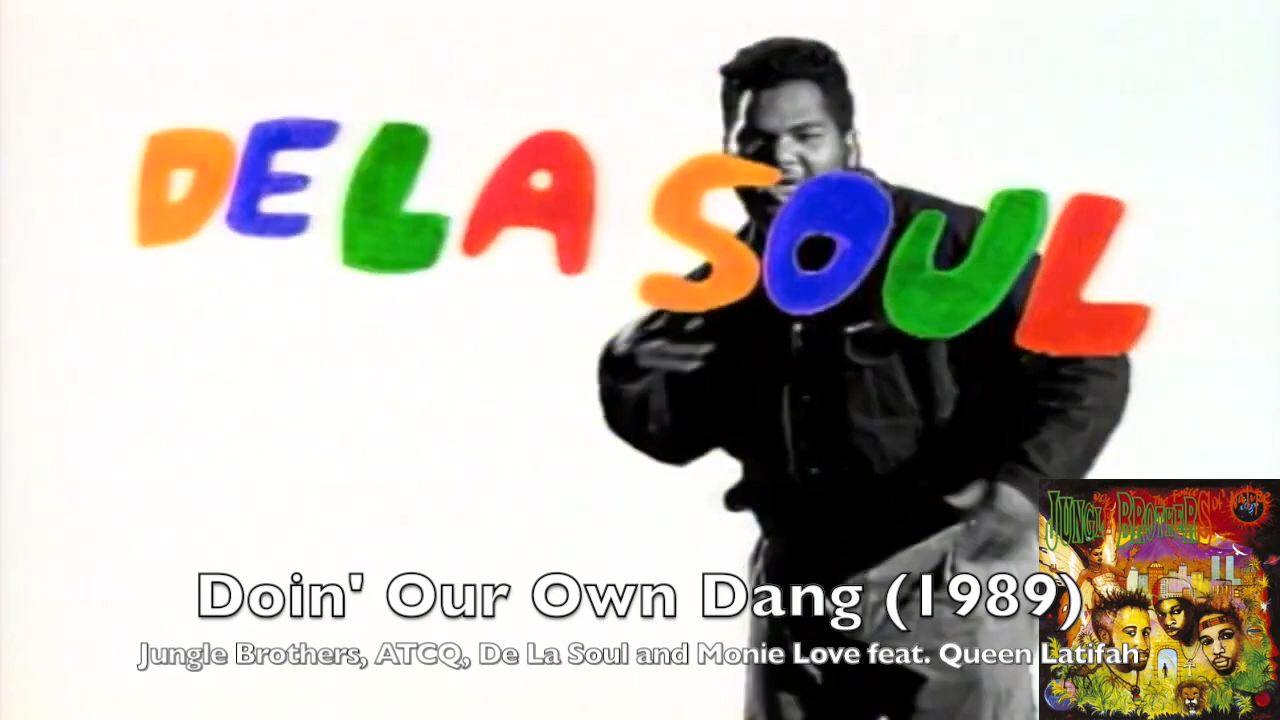 DE LA SOUL
JUNGLE BROTHERS
Doin' Our Own Dang (1989)
Jungle Brothers, ATCQ, De La Soul and Monie Love feat. Queen Latifah